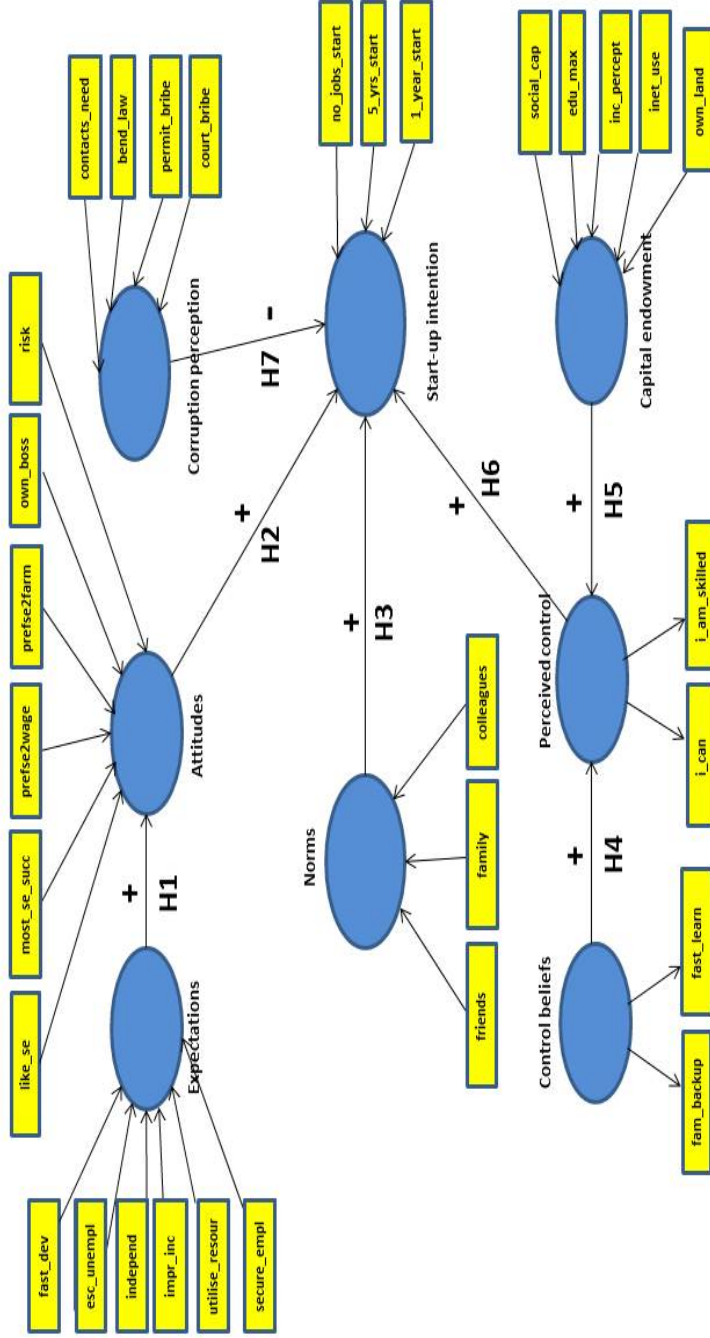 like_se
most_se_succ
prefse2wage
prefse2farm
own_boss
risk
fast_dev
esc_unempl
independ
impr_inc
utilise_resour
secure_empl
Expectations
+
H1
Attitudes
+
H2
contacts_need
bend_law
permit_bribe
court_bribe
Corruption perception
H7
-
Norms
friends
family
colleagues
+
H3
no_jobs_start
5_yrs_start
1_year_start
Start-up intention
+
H6
Control beliefs
fam_backup
fast_learn
+
H4
Perceived control
i_can
i_am_skilled
+
H5
social_cap
edu_max
inc_percept
inet_use
own_land
Capital endowment